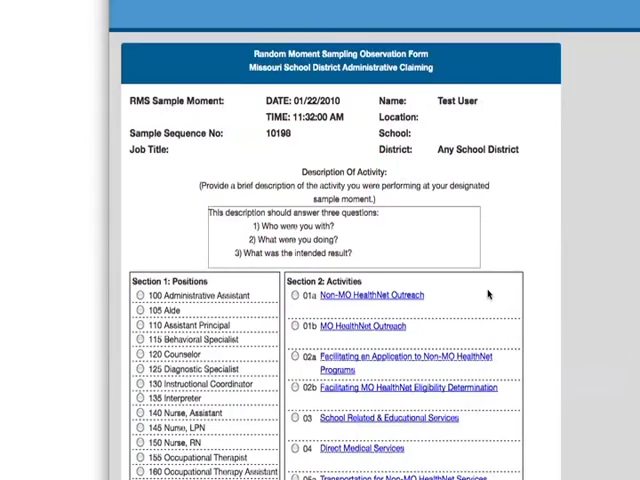 Random Moment Sampling Observation Form
Missouri School District Administrative Claiming
RMS Sample Moment: DATE: 01/22/2010 Name: Test User
TIME: 11:32:00 AM Location:
Sample Sequence No: 10198 School:
Job Title: District: Any School District
Description Of Activity:
(Provide a brief description of the activity you were performing at your designated
sample moment.)
This description should answer three questions:
1) Who were you with?
2) What were you doing?
3) What was the intended result?
Section 1: Positions
100 Administrative Assistant
105 Aide
110 Assistant Principal
115 Behavioral Specialist
120 Counselor
125 Diagnostic Specialist
130 Instructional Coordinator
135 Interpreter
140 Nurse, Assistant
145 Nurse, LPN
150 Nurse, RN
155 Occupational Therapist
160 Occupational Therapy Assistant
Section 2: Activities
01a Non-MO HealthNet Outreach
01b MO HealthNet Outreach
02a Facilitating an Application to Non-MO HealthNet
Programs
02b Facilitating MO HealthNet Eligibility Determination
03 School Related & Educational Services
04 Direct Medical Services
05a Transportation for Non-MO HealthNet Services